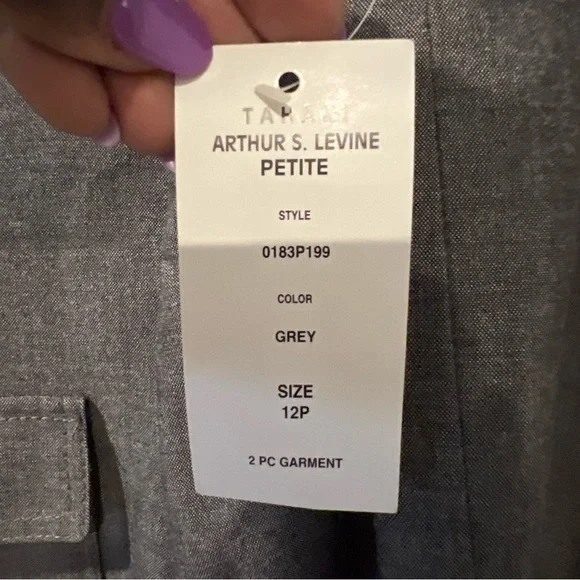 ARTHUR S. LEVINE
PETITE
STYLE
0183P199
COLOR
GREY
SIZE
12P
2 PC GARMENT